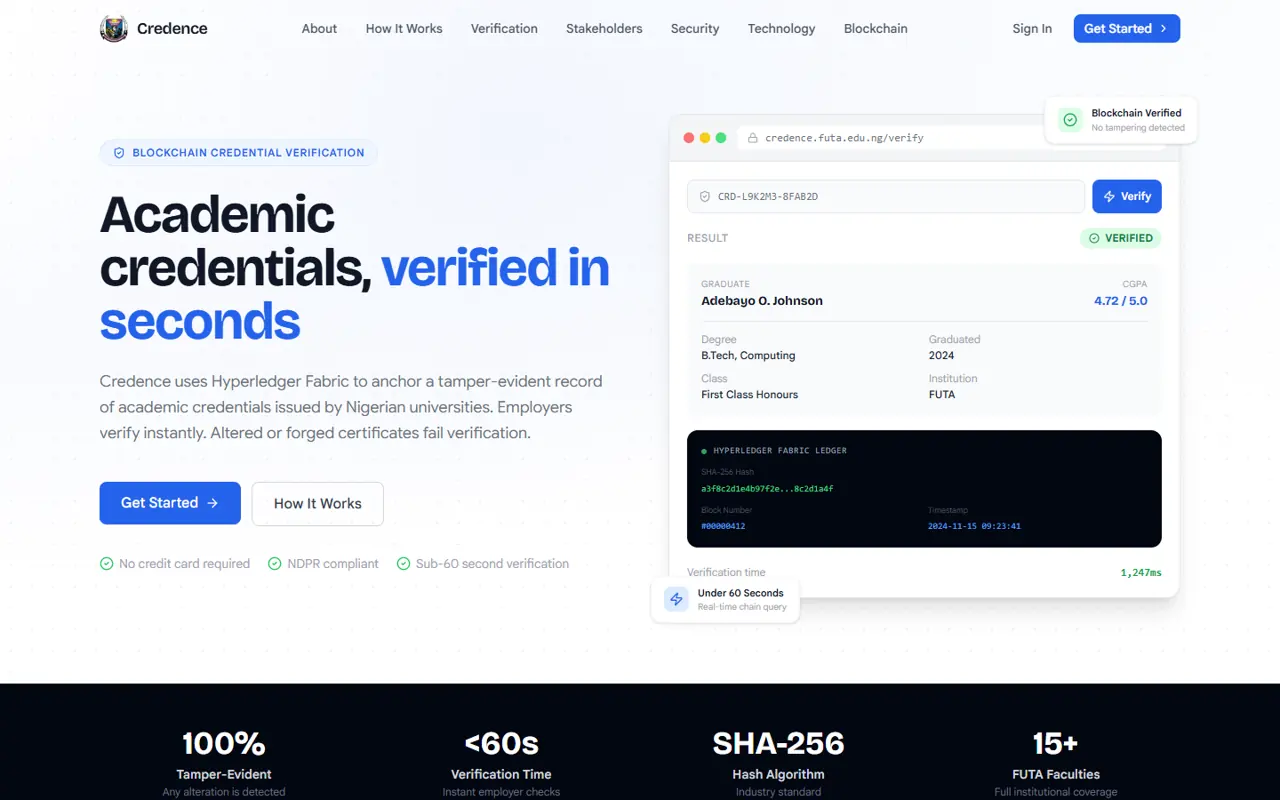 Credence
About
How It Works
Verification
Stakeholders
Security
Technology
Blockchain
Sign In
Get Started
BLOCKCHAIN CREDENTIAL VERIFICATION
Academic
credentials, verified in
seconds
Credence uses Hyperledger Fabric to anchor a tamper-evident record
of academic credentials issued by Nigerian universities. Employers
verify instantly. Altered or forged certificates fail verification.
Get Started
How It Works
No credit card required
NDPR compliant
Sub-60 second verification
Blockchain Verified
No tampering detected
credence.futa.edu.ng/verify
CRD-L9K2M3-8FAB2D
Verify
RESULT
VERIFIED
GRADUATE
CGPA
Adebayo O. Johnson
4.72 / 5.0
Degree
Graduated
B.Tech, Computing
2024
Class
Institution
First Class Honours
FUTA
HYPERLEDGER FABRIC LEDGER
SHA-256 Hash
a3f8c2d1e4b97f2e...8c2d1a4f
Block Number
Timestamp
#00000412
2024-11-15 09:23:41
Verification time
1,247ms
Under 60 Seconds
Real-time chain query
100%
Tamper-Evident
Any alteration is detected
<60s
Verification Time
Instant employer checks
SHA-256
Hash Algorithm
Industry standard
15+
FUTA Faculties
Full institutional coverage